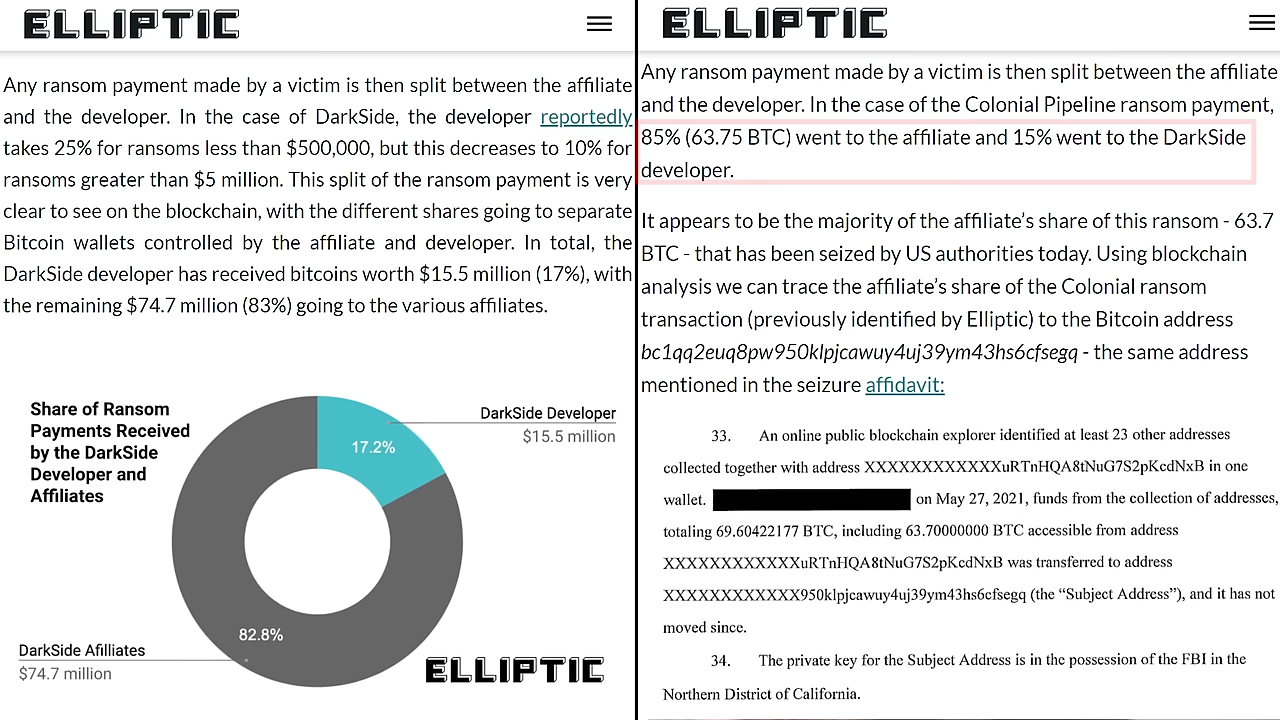 ELLIPTIC
Any ransom payment made by a victim is then split between the affiliate
and the developer. In the case of DarkSide, the developer reportedly
takes 25% for ransoms less than $500,000, but this decreases to 10% for
ransoms greater than $5 million. This split of the ransom payment is very
clear to see on the blockchain, with the different shares going to separate
Bitcoin wallets controlled by the affiliate and developer. In total, the
DarkSide developer has received bitcoins worth $15.5 million (17%), with
the remaining $74.7 million (83%) going to the various affiliates.
Share of Ransom
Payments Received
by the DarkSide
Developer and
Affiliates
DarkSide Developer
$15.5 million
17.2%
82.8%
DarkSide Afiliates
$74.7 million
ELLIPTIC
ELLIPTIC
Any ransom payment made by a victim is then split between the affiliate
and the developer. In the case of the Colonial Pipeline ransom payment,
85% (63.75 BTC) went to the affiliate and 15% went to the DarkSide
developer.
It appears to be the majority of the affiliate's share of this ransom - 63.7
BTC - that has been seized by US authorities today. Using blockchain
analysis we can trace the affiliate's share of the Colonial ransom
transaction (previously identified by Elliptic) to the Bitcoin address
bc1qq2euq8pw950klpjcawuy4uj39ym43hs6cfsegq - the same address
mentioned in the seizure affidavit:
33. An online public blockchain explorer identified at least 23 other addresses
collected together with address XXXXXXXXXXXXXuRTnHQA8tNuG7S2pKcdNxB in one
wallet. on May 27, 2021, funds from the collection of addresses,
totaling 69.60422177 BTC, including 63.70000000 BTC accessible from address
XXXXXXXXXXXXXuRTnHQA8tNuG7S2pKcdNxB was transferred to address
XXXXXXXXXXXXX950klpjcawuy4uj39ym43hs6cfsegq (the "Subject Address"), and it has not
moved since.
34. The private key for the Subject Address is in the possession of the FBI in the
Northern District of California.